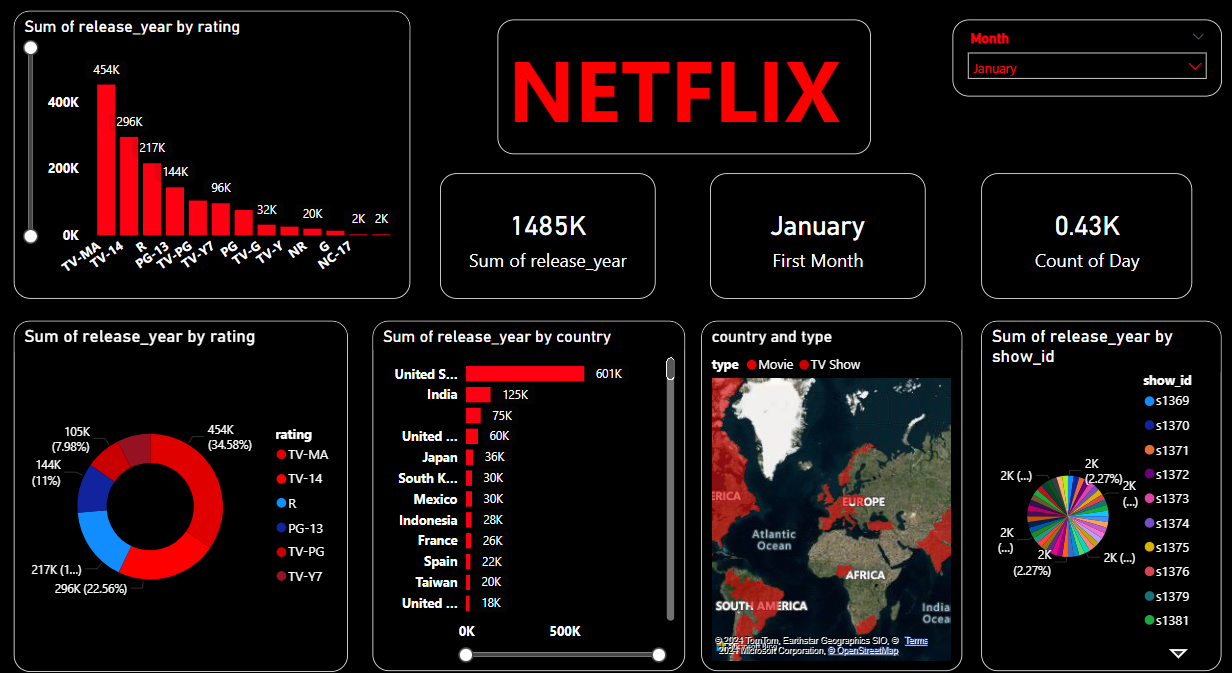 Sum of release_year by rating
454K
400K
296K
217K
200K
144K
96K
32K
20K
2K
2K
0K
TV-MA
TV-14
R
PG-13
TV-PG
TV-Y7
PG
TV-G
TV-Y
NR
G
NC-17
NETFLIX
Month
January
1485K
Sum of release_year
January
First Month
0.43K
Count of Day
Sum of release_year by rating
105K
(7.98%)
454K
(34.58%)
144K
(11%)
217K (1...)
296K (22.56%)
rating
TV-MA
TV-14
R
PG-13
TV-PG
TV-Y7
Sum of release_year by country
United S... 601K
India 125K
75K
United ... 60K
Japan 36K
South K... 30K
Mexico 30K
Indonesia 28K
France 26K
Spain 22K
Taiwan 20K
United ... 18K
0K 500K
country and type
type Movie TV Show
ERICA
EUROPE
Atlantic
Ocean
AFRICA
SOUTH AMERICA
India
Ocea
© 2024 TomTom, Earthstar Geographics SIO, © Terms
2024 Microsoft Corporation, © OpenStreetMap
Sum of release_year by
show_id
2K (...)
2K
(2.27%)
2K
(...)
2K
(...)
2K
(2.27%)
2K (...)
show_id
s1369
s1370
s1371
s1372
s1373
s1374
s1375
s1376
s1379
s1381